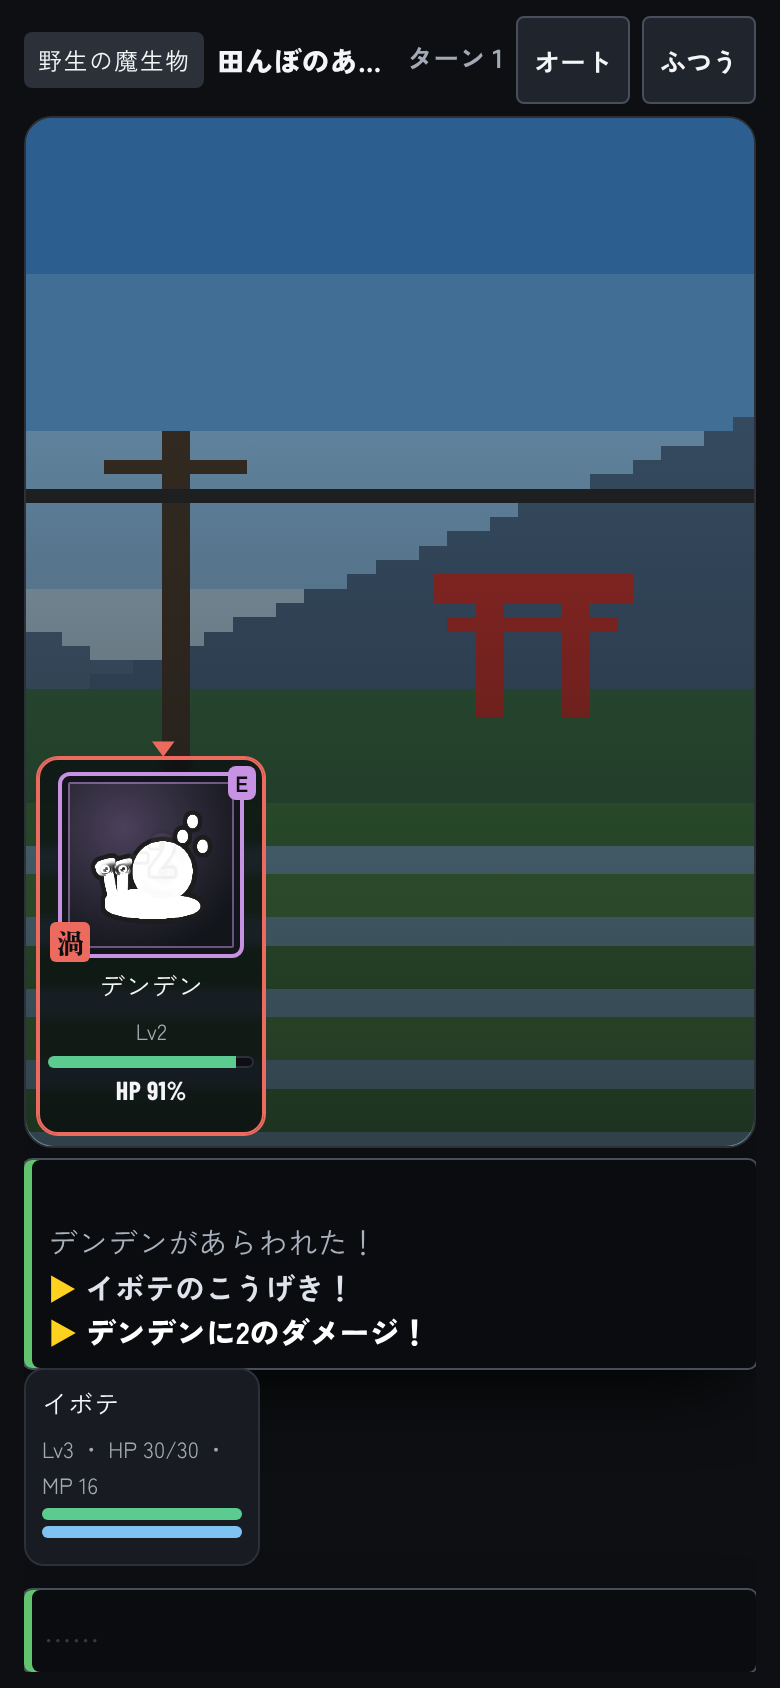 野生の魔生物 田んぼのあ… ターン 1 オート ふつう
E
-2
渦
デンデン
Lv2
HP 91%
デンデンがあらわれた！
▶ イボテのこうげき！
▶ デンデンに2のダメージ！
イボテ
Lv3 ・ HP 30/30 ・
MP 16
……